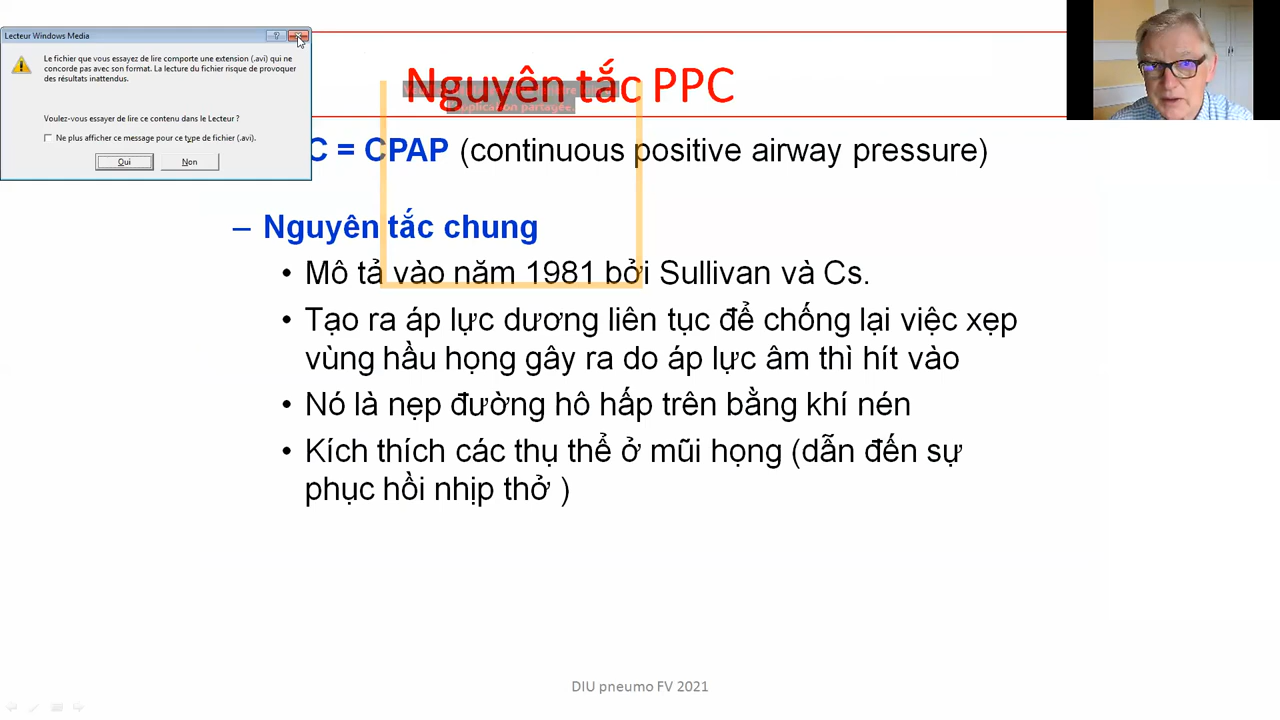 Lecteur Windows Media
Le fichier que vous essayez de lire comporte une extension (.avi) qui ne
concorde pas avec son format. La lecture du fichier risque de provoquer
des résultats inattendus.
Voulez-vous essayer de lire ce contenu dans le Lecteur ?
Ne plus afficher ce message pour ce type de fichier (.avi).
Oui
Non
Nguyên tắc PPC
application partagée.
C = CPAP (continuous positive airway pressure)
– Nguyên tắc chung
• Mô tả vào năm 1981 bởi Sullivan và Cs.
• Tạo ra áp lực dương liên tục để chống lại việc xẹp
vùng hầu họng gây ra do áp lực âm thì hít vào
• Nó là nẹp đường hô hấp trên bằng khí nén
• Kích thích các thụ thể ở mũi họng (dẫn đến sự
phục hồi nhịp thở )
DIU pneumo FV 2021